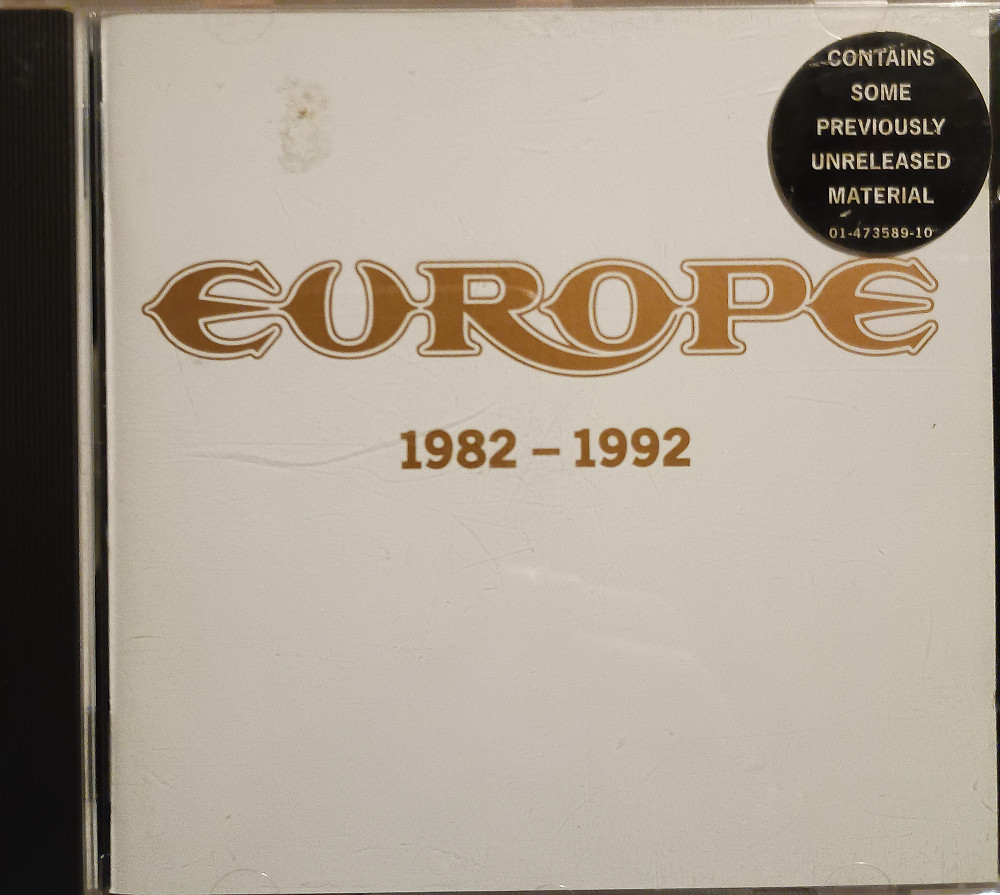 CONTAINS
SOME
PREVIOUSLY
UNRELEASED
MATERIAL
01-473589-10
EUROPE
1982 – 1992